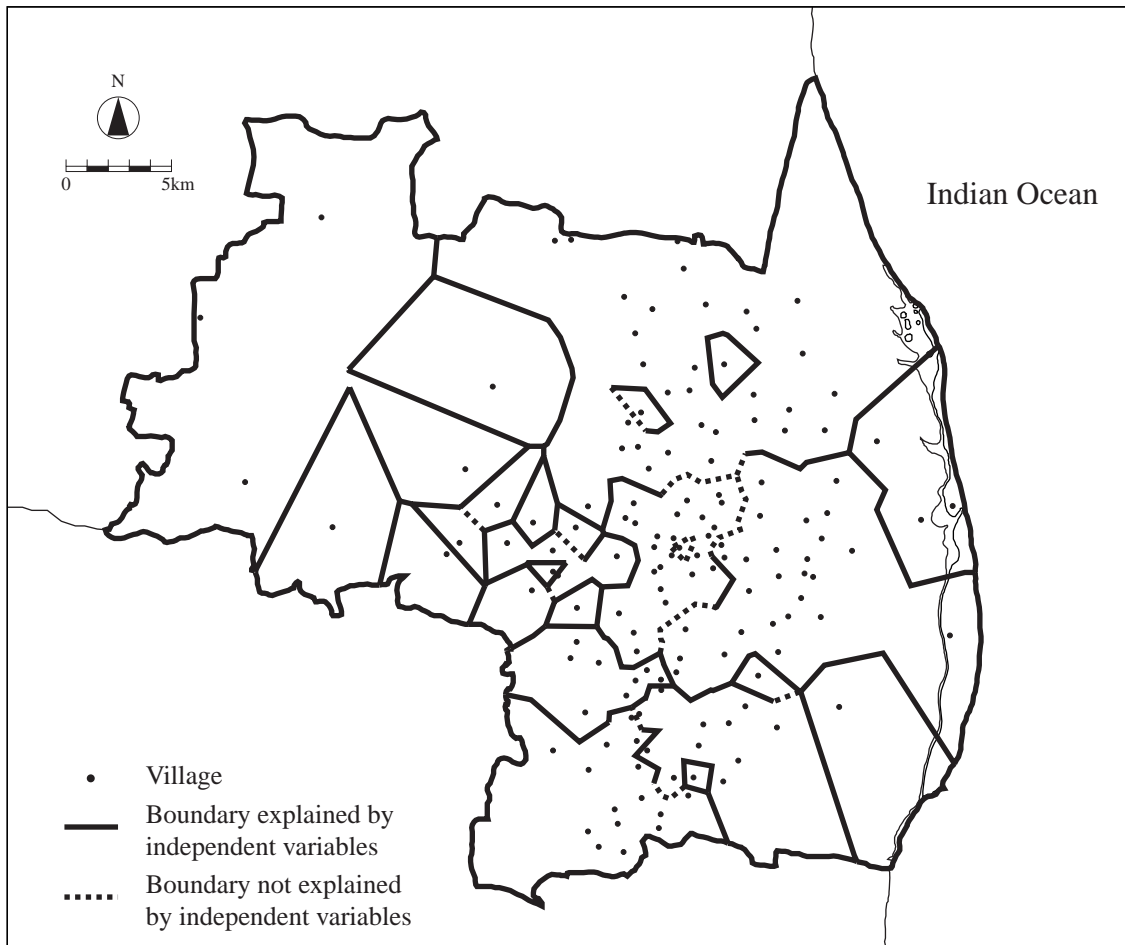 N
0 5km
Indian Ocean
Village
Boundary explained by
independent variables
Boundary not explained
by independent variables